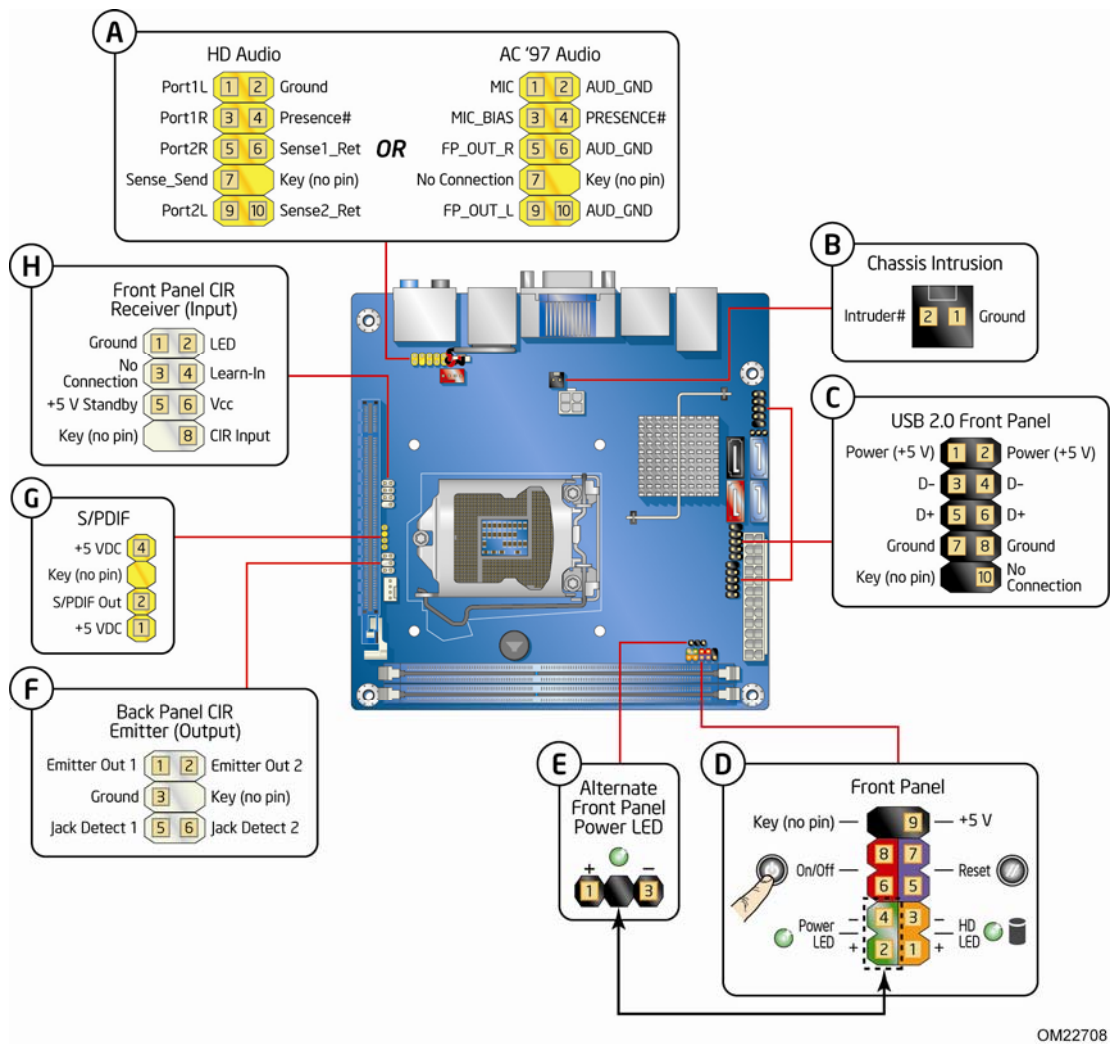 A
HD Audio
Port1L 1 2 Ground
Port1R 3 4 Presence#
Port2R 5 6 Sense1_Ret
Sense_Send 7 Key (no pin)
Port2L 9 10 Sense2_Ret
OR
AC '97 Audio
MIC 1 2 AUD_GND
MIC_BIAS 3 4 PRESENCE#
FP_OUT_R 5 6 AUD_GND
No Connection 7 Key (no pin)
FP_OUT_L 9 10 AUD_GND
B
Chassis Intrusion
Intruder# 2 1 Ground
H
Front Panel CIR
Receiver (Input)
Ground 1 2 LED
No
Connection 3 4 Learn-In
+5 V Standby 5 6 Vcc
Key (no pin) 8 CIR Input
C
USB 2.0 Front Panel
Power (+5 V) 1 2 Power (+5 V)
D- 3 4 D-
D+ 5 6 D+
Ground 7 8 Ground
Key (no pin) 10 No
Connection
G
S/PDIF
+5 VDC 4
Key (no pin)
S/PDIF Out 2
+5 VDC 1
F
Back Panel CIR
Emitter (Output)
Emitter Out 1 1 2 Emitter Out 2
Ground 3 Key (no pin)
Jack Detect 1 5 6 Jack Detect 2
E
Alternate
Front Panel
Power LED
+ −
1 3
D
Front Panel
Key (no pin) 9 +5 V
8 7
On/Off Reset
6 5
− 4 3 −
Power
LED
HD
LED
+ 2 1 +
OM22708